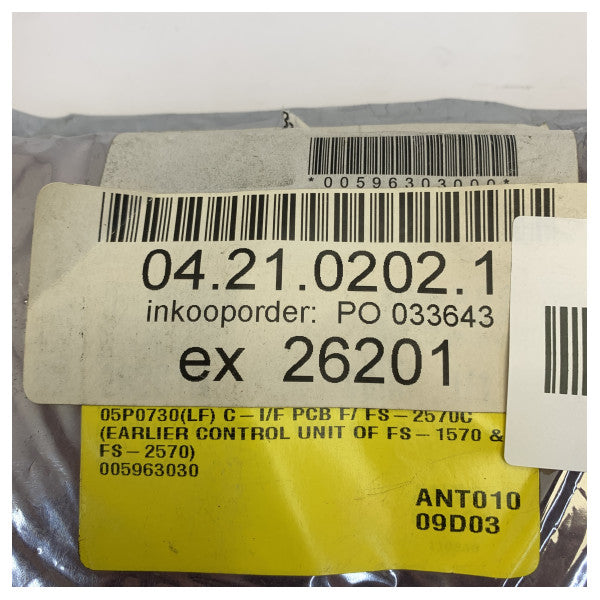 *00596303000*
04.21.0202.1
inkooporder: PO 033643
ex 26201
05P0730(LF) C-I/F PCB F/ FS-2570C
(EARLIER CONTROL UNIT OF FS-1570 &
FS-2570)
005963030
ANT010
09D03